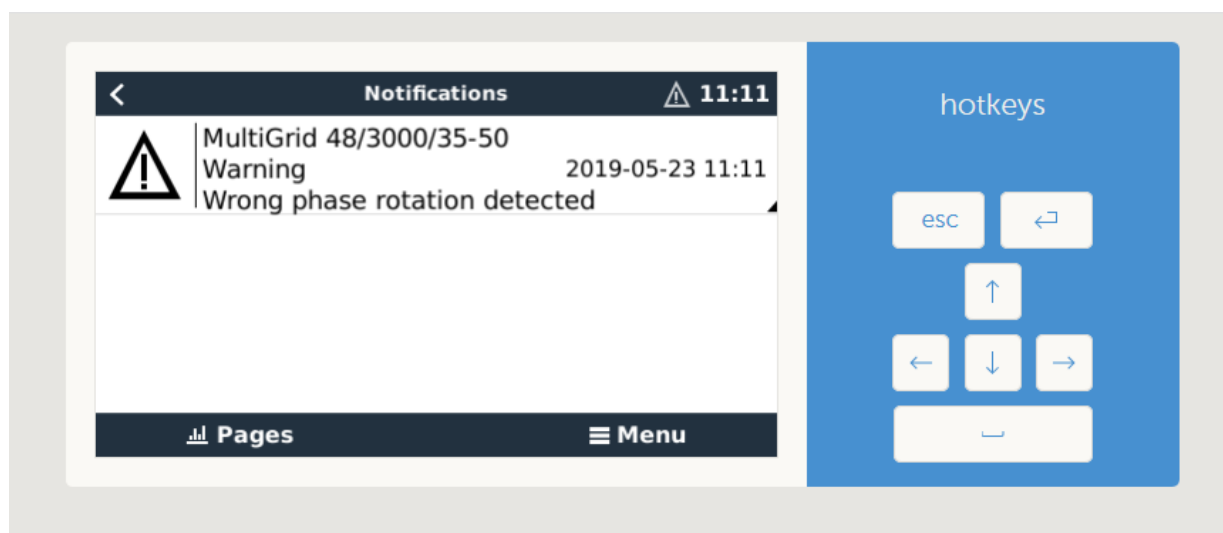 Notifications 11:11
MultiGrid 48/3000/35-50
Warning 2019-05-23 11:11
Wrong phase rotation detected
Pages Menu
hotkeys
esc